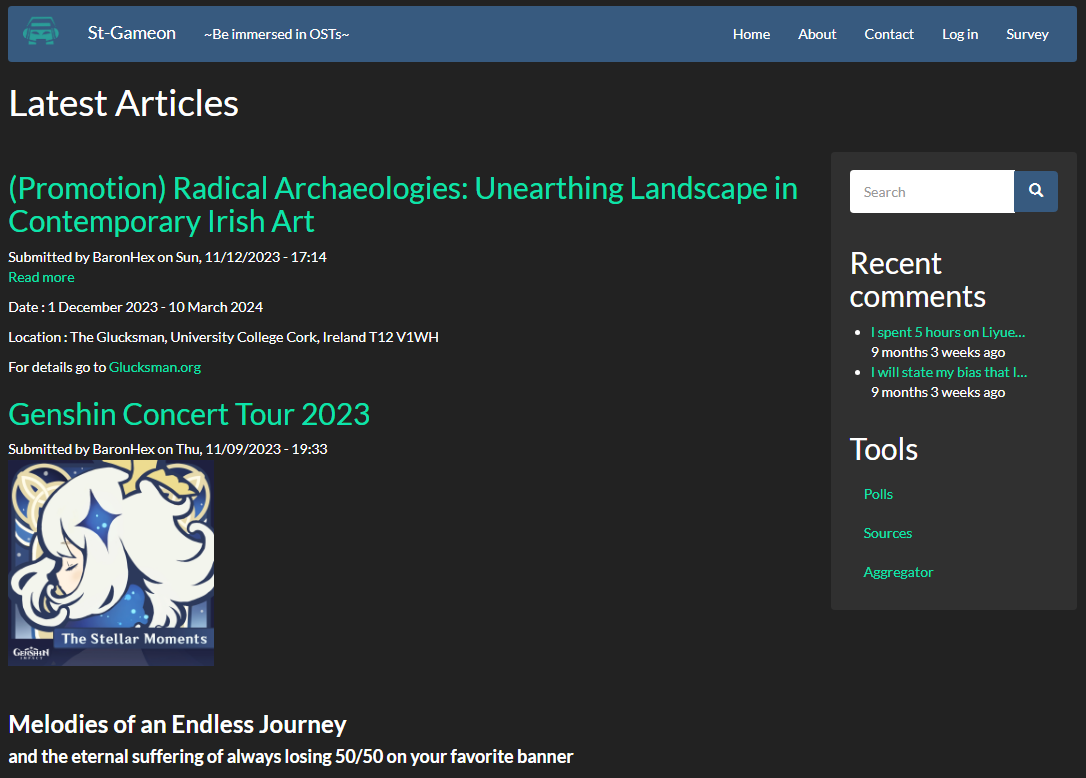 St-Gameon
~Be immersed in OSTs~
Home
About
Contact
Log in
Survey
Latest Articles
(Promotion) Radical Archaeologies: Unearthing Landscape in
Contemporary Irish Art
Submitted by BaronHex on Sun, 11/12/2023 - 17:14
Read more
Date : 1 December 2023 - 10 March 2024
Location : The Glucksman, University College Cork, Ireland T12 V1WH
For details go to Glucksman.org
Genshin Concert Tour 2023
Submitted by BaronHex on Thu, 11/09/2023 - 19:33
The Stellar Moments
GENSHIN
IMPACT
Melodies of an Endless Journey
and the eternal suffering of always losing 50/50 on your favorite banner
Search
Recent
comments
I spent 5 hours on Liyue…
9 months 3 weeks ago
I will state my bias that I…
9 months 3 weeks ago
Tools
Polls
Sources
Aggregator